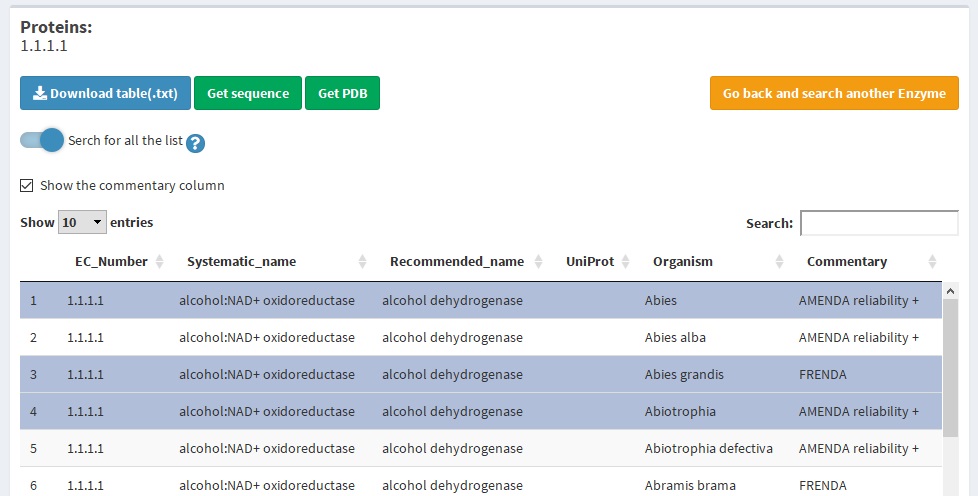 Proteins:
1.1.1.1
Download table(.txt) Get sequence Get PDB Go back and search another Enzyme
Serch for all the list ?
Show the commentary column
Show 10 entries Search:
EC_Number Systematic_name Recommended_name UniProt Organism Commentary
1 1.1.1.1 alcohol:NAD+ oxidoreductase alcohol dehydrogenase Abies AMENDA reliability +
2 1.1.1.1 alcohol:NAD+ oxidoreductase alcohol dehydrogenase Abies alba AMENDA reliability +
3 1.1.1.1 alcohol:NAD+ oxidoreductase alcohol dehydrogenase Abies grandis FRENDA
4 1.1.1.1 alcohol:NAD+ oxidoreductase alcohol dehydrogenase Abiotrophia AMENDA reliability +
5 1.1.1.1 alcohol:NAD+ oxidoreductase alcohol dehydrogenase Abiotrophia defectiva AMENDA reliability +
6 1.1.1.1 alcohol:NAD+ oxidoreductase alcohol dehydrogenase Abramis brama FRENDA